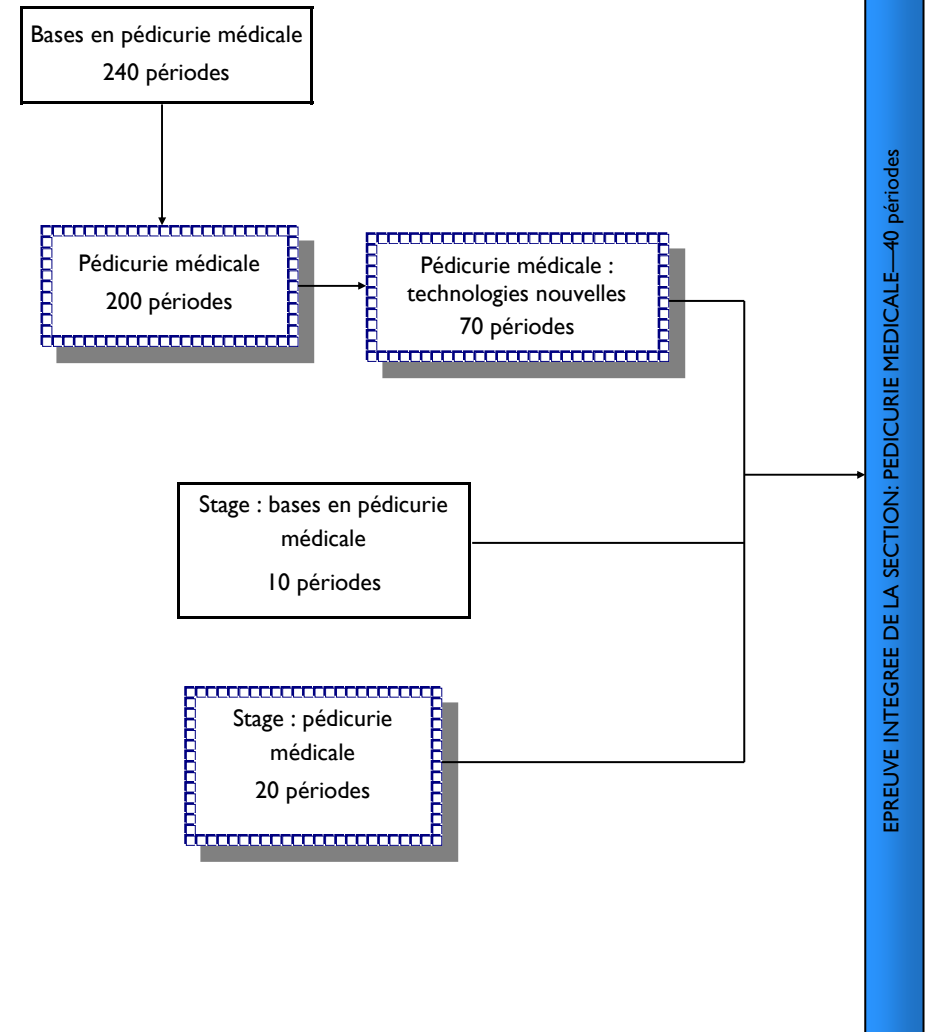 Bases en pédicurie médicale
240 périodes
Pédicurie médicale
200 périodes
Pédicurie médicale :
technologies nouvelles
70 périodes
Stage : bases en pédicurie
médicale
10 périodes
Stage : pédicurie
médicale
20 périodes
EPREUVE INTEGREE DE LA SECTION: PEDICURIE MEDICALE—40 périodes